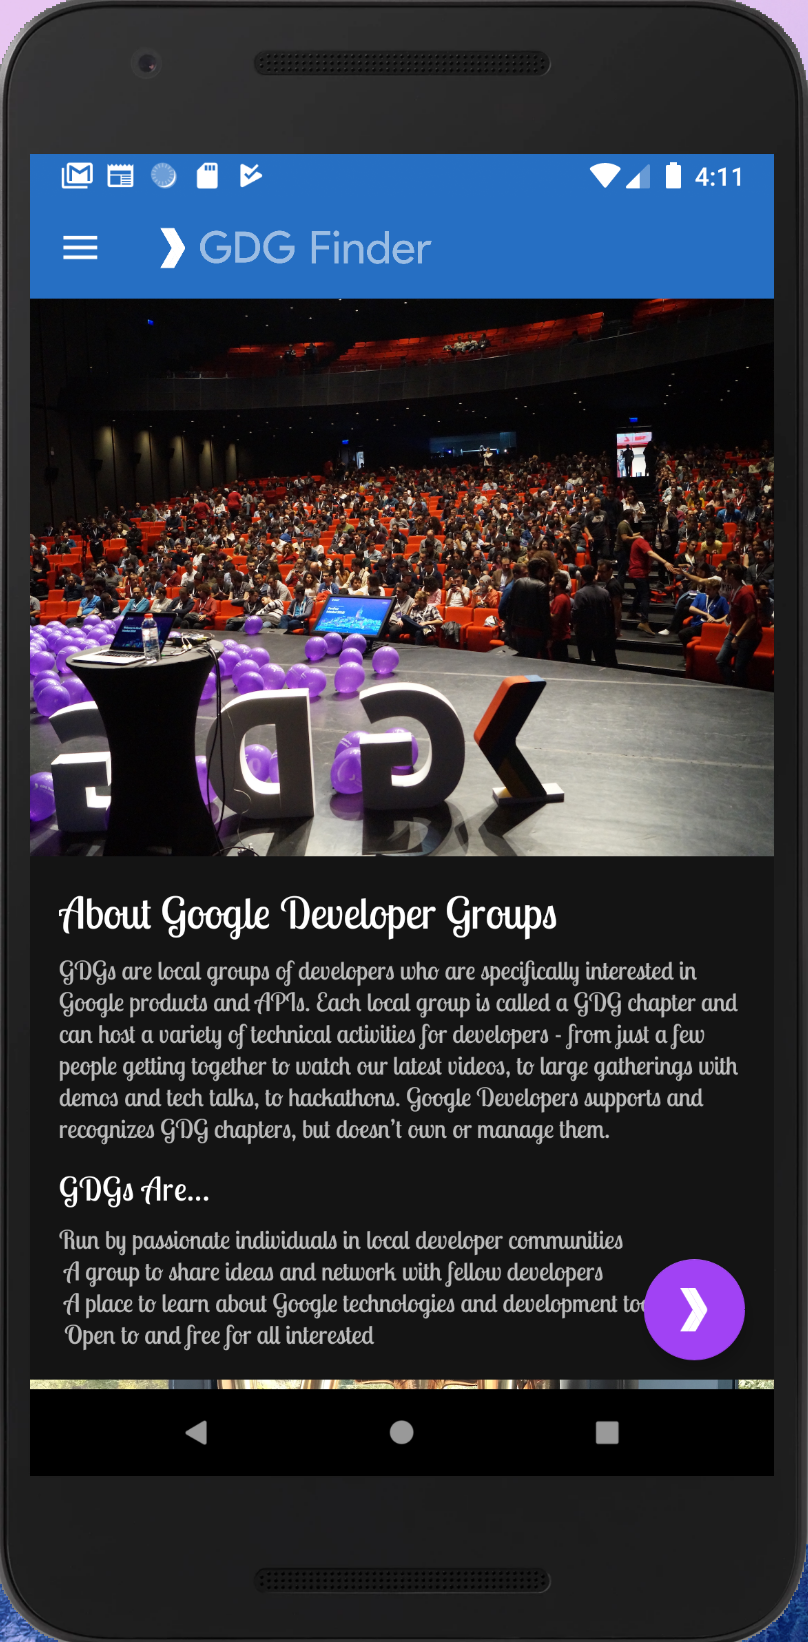 4:11
GDG Finder
GDG
About Google Developer Groups
GDGs are local groups of developers who are specifically interested in
Google products and APIs. Each local group is called a GDG chapter and
can host a variety of technical activities for developers - from just a few
people getting together to watch our latest videos, to large gatherings with
demos and tech talks, to hackathons. Google Developers supports and
recognizes GDG chapters, but doesn't own or manage them.
GDGs Are...
Run by passionate individuals in local developer communities
A group to share ideas and network with fellow developers
A place to learn about Google technologies and development
Open to and free for all interested